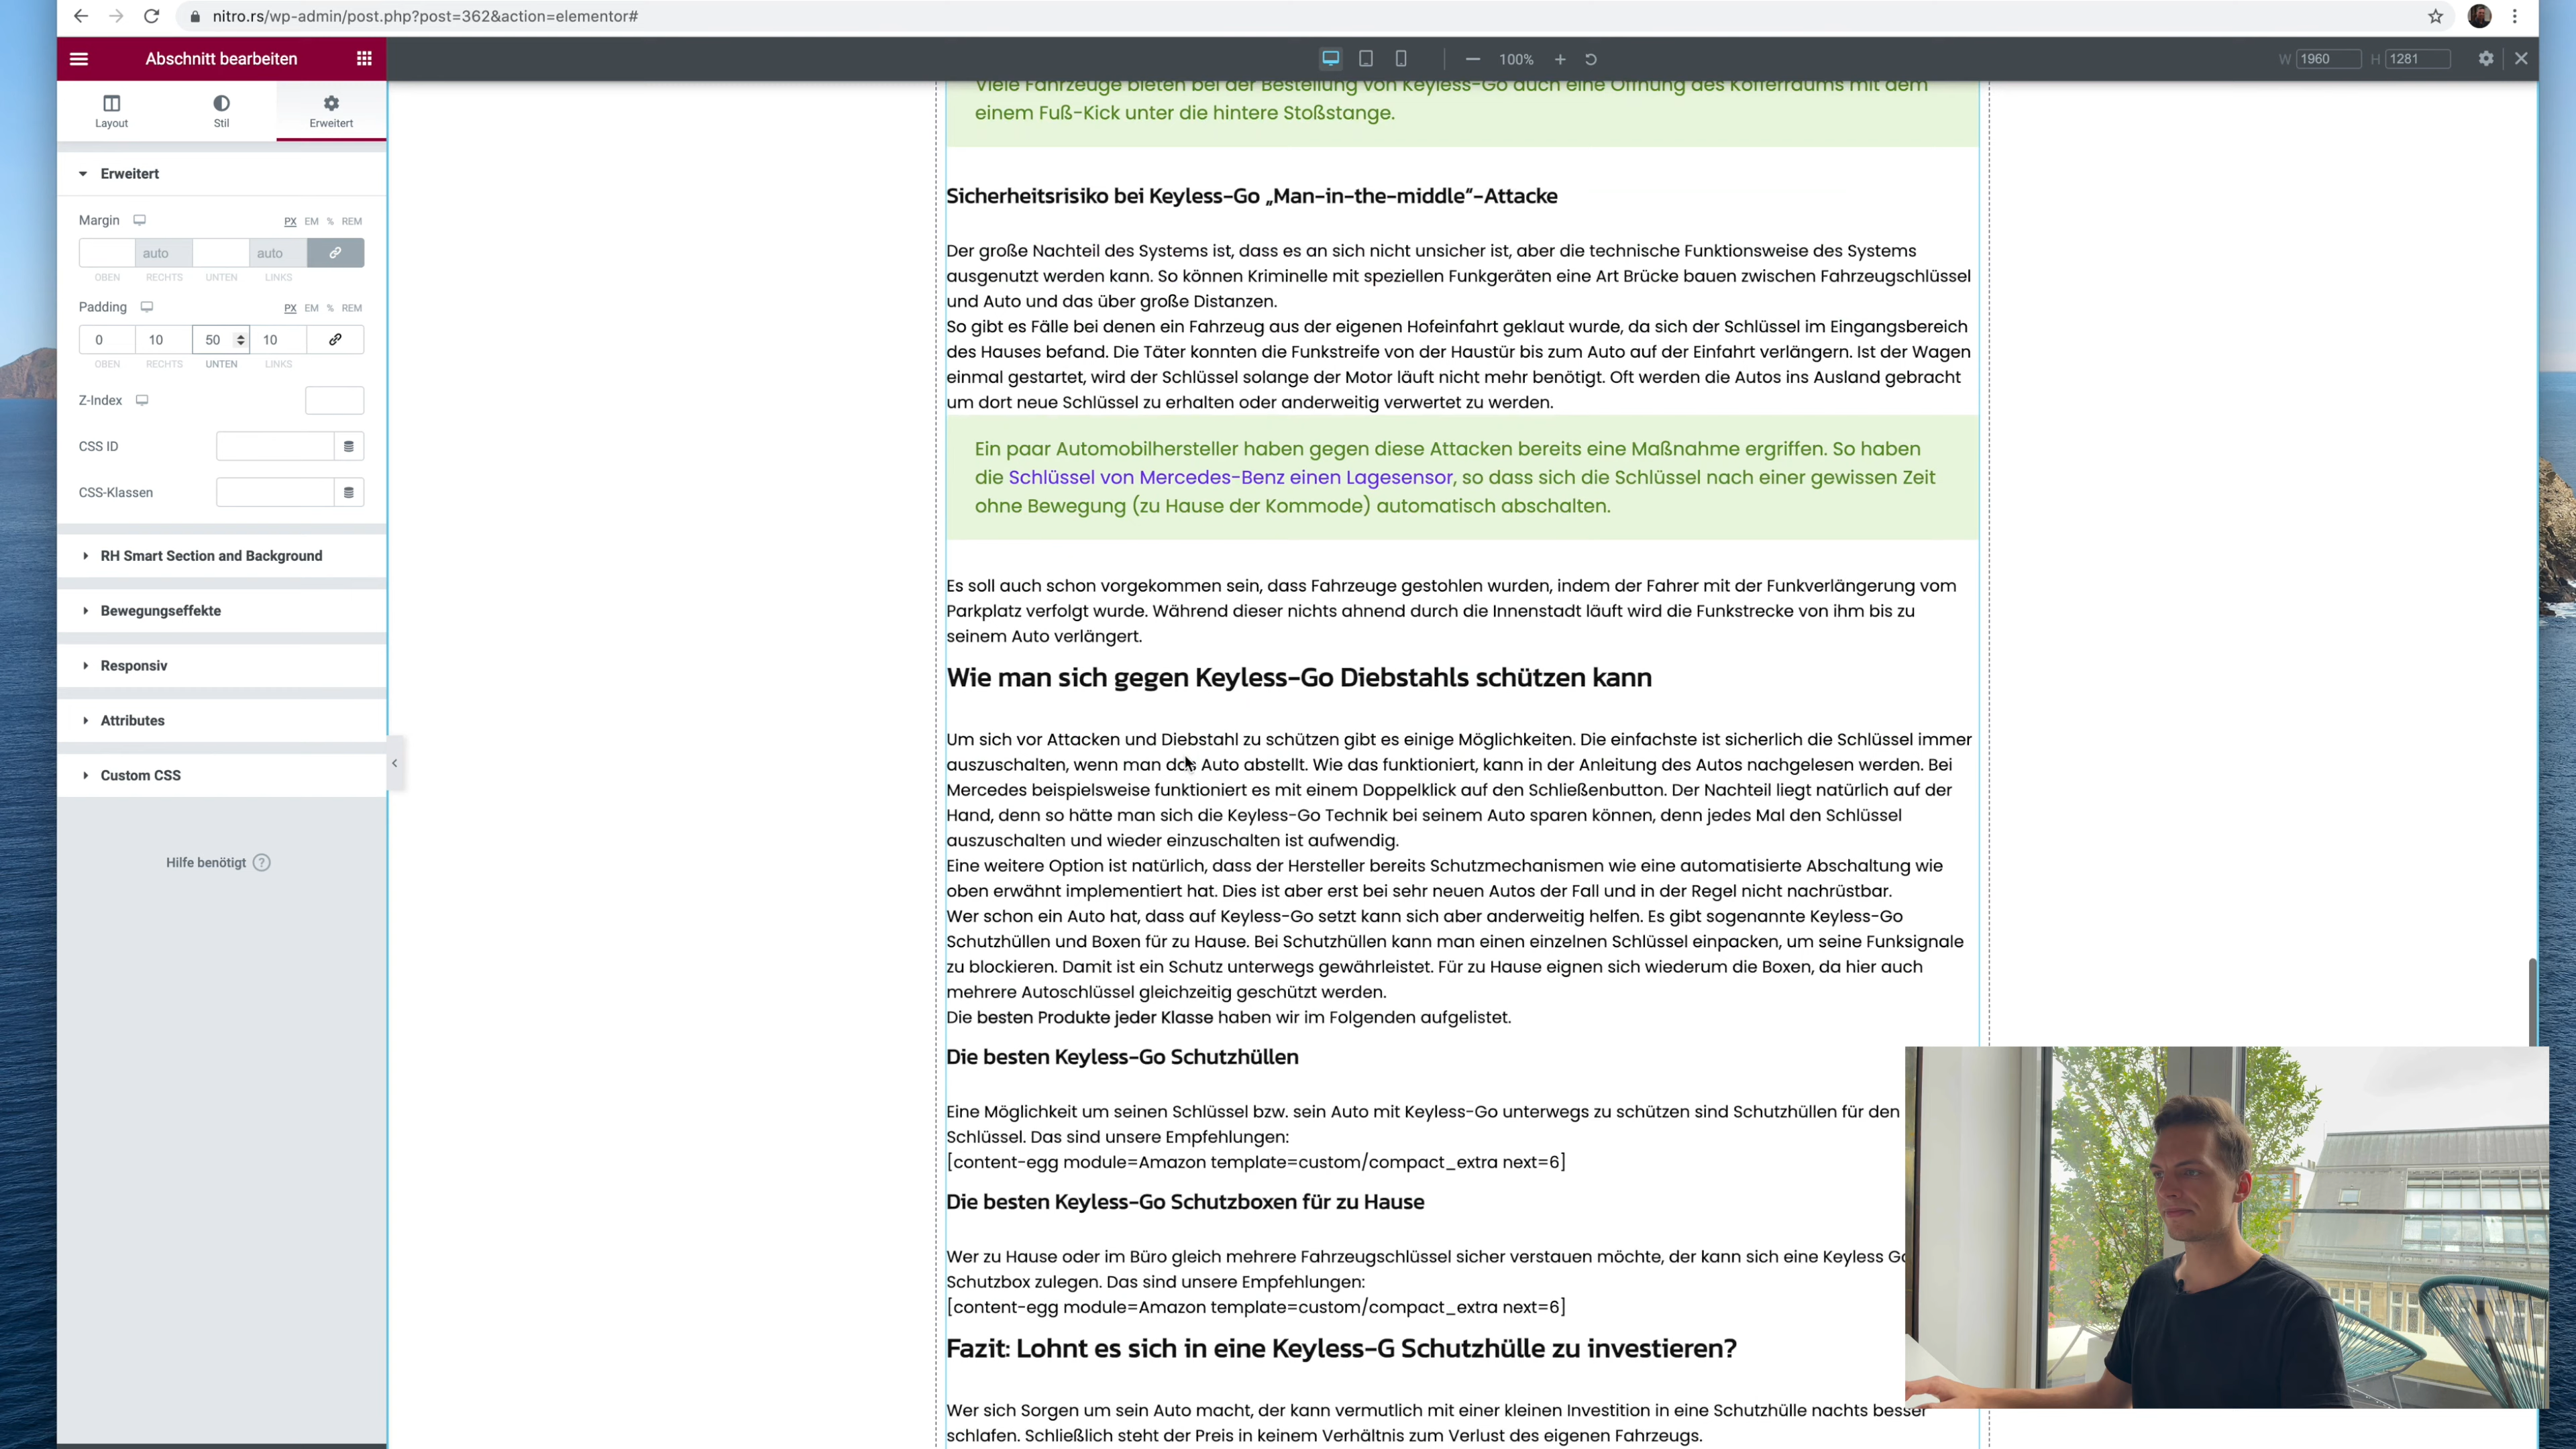 nitro.rs/wp-admin/post.php?post=362&action=elementor#
Abschnitt bearbeiten
100%
W 1960 H 1281
Layout Stil Erweitert
Erweitert
Margin PX EM % REM
auto auto
OBEN RECHTS UNTEN LINKS
Padding PX EM % REM
0 10 50 10
OBEN RECHTS UNTEN LINKS
Z-Index
CSS ID
CSS-Klassen
RH Smart Section and Background
Bewegungseffekte
Responsiv
Attributes
Custom CSS
Hilfe benötigt ?
Viele Fahrzeuge bieten bei der Bestellung von Keyless-Go auch eine Öffnung des Kofferraums mit dem
einem Fuß-Kick unter die hintere Stoßstange.
Sicherheitsrisiko bei Keyless-Go „Man-in-the-middle“-Attacke
Der große Nachteil des Systems ist, dass es an sich nicht unsicher ist, aber die technische Funktionsweise des Systems
ausgenutzt werden kann. So können Kriminelle mit speziellen Funkgeräten eine Art Brücke bauen zwischen Fahrzeugschlüssel
und Auto und das über große Distanzen.
So gibt es Fälle bei denen ein Fahrzeug aus der eigenen Hofeinfahrt geklaut wurde, da sich der Schlüssel im Eingangsbereich
des Hauses befand. Die Täter konnten die Funkstreife von der Haustür bis zum Auto auf der Einfahrt verlängern. Ist der Wagen
einmal gestartet, wird der Schlüssel solange der Motor läuft nicht mehr benötigt. Oft werden die Autos ins Ausland gebracht
um dort neue Schlüssel zu erhalten oder anderweitig verwertet zu werden.
Ein paar Automobilhersteller haben gegen diese Attacken bereits eine Maßnahme ergriffen. So haben
die Schlüssel von Mercedes-Benz einen Lagesensor, so dass sich die Schlüssel nach einer gewissen Zeit
ohne Bewegung (zu Hause der Kommode) automatisch abschalten.
Es soll auch schon vorgekommen sein, dass Fahrzeuge gestohlen wurden, indem der Fahrer mit der Funkverlängerung vom
Parkplatz verfolgt wurde. Während dieser nichts ahnend durch die Innenstadt läuft wird die Funkstrecke von ihm bis zu
seinem Auto verlängert.
Wie man sich gegen Keyless-Go Diebstahls schützen kann
Um sich vor Attacken und Diebstahl zu schützen gibt es einige Möglichkeiten. Die einfachste ist sicherlich die Schlüssel immer
auszuschalten, wenn man das Auto abstellt. Wie das funktioniert, kann in der Anleitung des Autos nachgelesen werden. Bei
Mercedes beispielsweise funktioniert es mit einem Doppelklick auf den Schließenbutton. Der Nachteil liegt natürlich auf der
Hand, denn so hätte man sich die Keyless-Go Technik bei seinem Auto sparen können, denn jedes Mal den Schlüssel
auszuschalten und wieder einzuschalten ist aufwendig.
Eine weitere Option ist natürlich, dass der Hersteller bereits Schutzmechanismen wie eine automatisierte Abschaltung wie
oben erwähnt implementiert hat. Dies ist aber erst bei sehr neuen Autos der Fall und in der Regel nicht nachrüstbar.
Wer schon ein Auto hat, dass auf Keyless-Go setzt kann sich aber anderweitig helfen. Es gibt sogenannte Keyless-Go
Schutzhüllen und Boxen für zu Hause. Bei Schutzhüllen kann man einen einzelnen Schlüssel einpacken, um seine Funksignale
zu blockieren. Damit ist ein Schutz unterwegs gewährleistet. Für zu Hause eignen sich wiederum die Boxen, da hier auch
mehrere Autoschlüssel gleichzeitig geschützt werden.
Die besten Produkte jeder Klasse haben wir im Folgenden aufgelistet.
Die besten Keyless-Go Schutzhüllen
Eine Möglichkeit um seinen Schlüssel bzw. sein Auto mit Keyless-Go unterwegs zu schützen sind Schutzhüllen für den
Schlüssel. Das sind unsere Empfehlungen:
[content-egg module=Amazon template=custom/compact_extra next=6]
Die besten Keyless-Go Schutzboxen für zu Hause
Wer zu Hause oder im Büro gleich mehrere Fahrzeugschlüssel sicher verstauen möchte, der kann sich eine Keyless Go
Schutzbox zulegen. Das sind unsere Empfehlungen:
[content-egg module=Amazon template=custom/compact_extra next=6]
Fazit: Lohnt es sich in eine Keyless-G Schutzhülle zu investieren?
Wer sich Sorgen um sein Auto macht, der kann vermutlich mit einer kleinen Investition in eine Schutzhülle nachts besser
schlafen. Schließlich steht der Preis in keinem Verhältnis zum Verlust des eigenen Fahrzeugs.